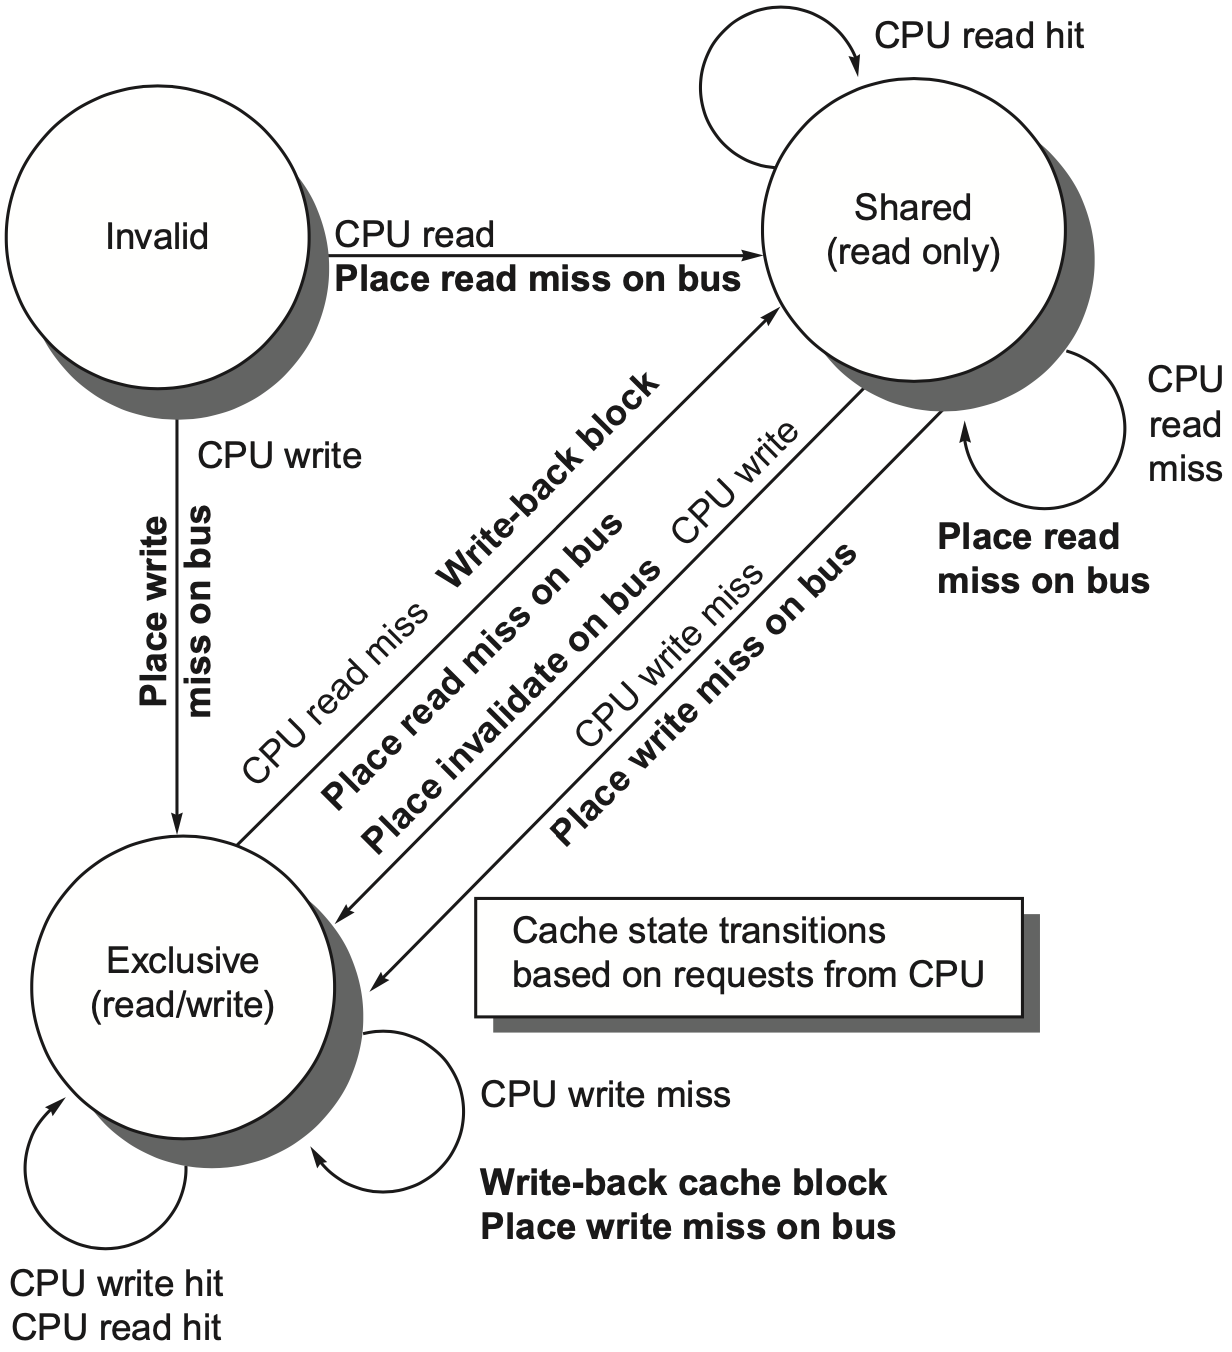 CPU read hit
Invalid
Shared
(read only)
CPU read
Place read miss on bus
CPU
read
miss
Place read
miss on bus
CPU write
Place write
miss on bus
CPU read miss
Write-back block
Place read miss on bus
Place invalidate on bus
CPU write
CPU write miss
Place write miss on bus
Exclusive
(read/write)
Cache state transitions
based on requests from CPU
CPU write miss
Write-back cache block
Place write miss on bus
CPU write hit
CPU read hit